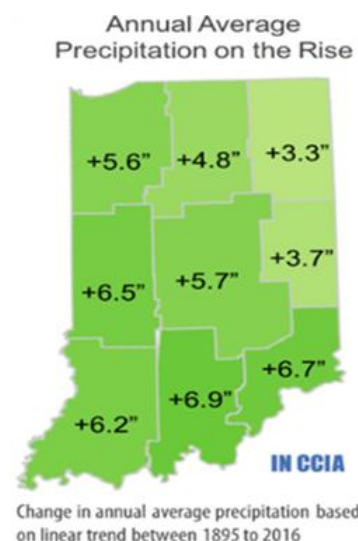 Annual Average
Precipitation on the Rise
+5.6”
+4.8”
+3.3”
+6.5”
+5.7”
+3.7”
+6.2”
+6.9”
+6.7”
IN CCIA
Change in annual average precipitation based
on linear trend between 1895 to 2016